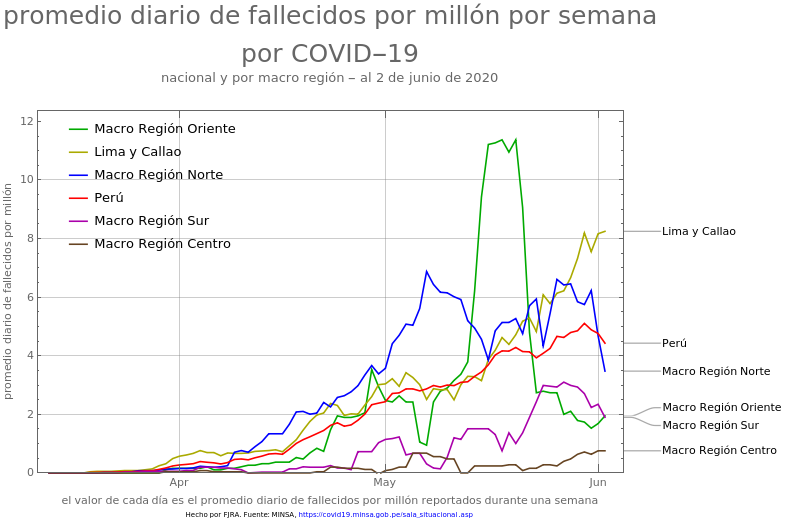 promedio diario de fallecidos por millón por semana
por COVID‒19
nacional y por macro región ‒ al 2 de junio de 2020
promedio diario de fallecidos por millón
12
10
8
6
4
2
0
Macro Región Oriente
Lima y Callao
Macro Región Norte
Perú
Macro Región Sur
Macro Región Centro
Lima y Callao
Perú
Macro Región Norte
Macro Región Oriente
Macro Región Sur
Macro Región Centro
Apr
May
Jun
el valor de cada día es el promedio diario de fallecidos por millón reportados durante una semana
Hecho por FJRA. Fuente: MINSA, https://covid19.minsa.gob.pe/sala_situacional.asp